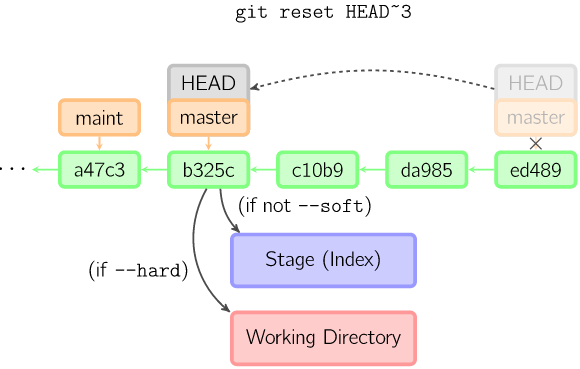 git reset HEAD~3
HEAD HEAD
maint master master
... a47c3 b325c c10b9 da985 ed489
(if not --soft)
Stage (Index)
(if --hard)
Working Directory